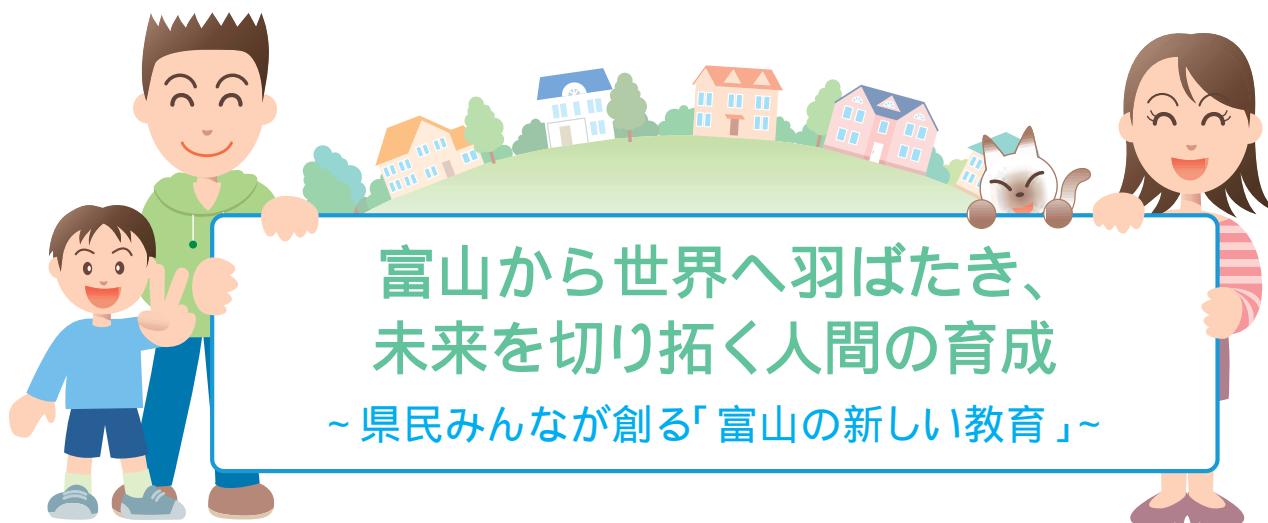 富山から世界へ羽ばたき、
未来を切り拓く人間の育成
~県民みんなが創る「富山の新しい教育」~